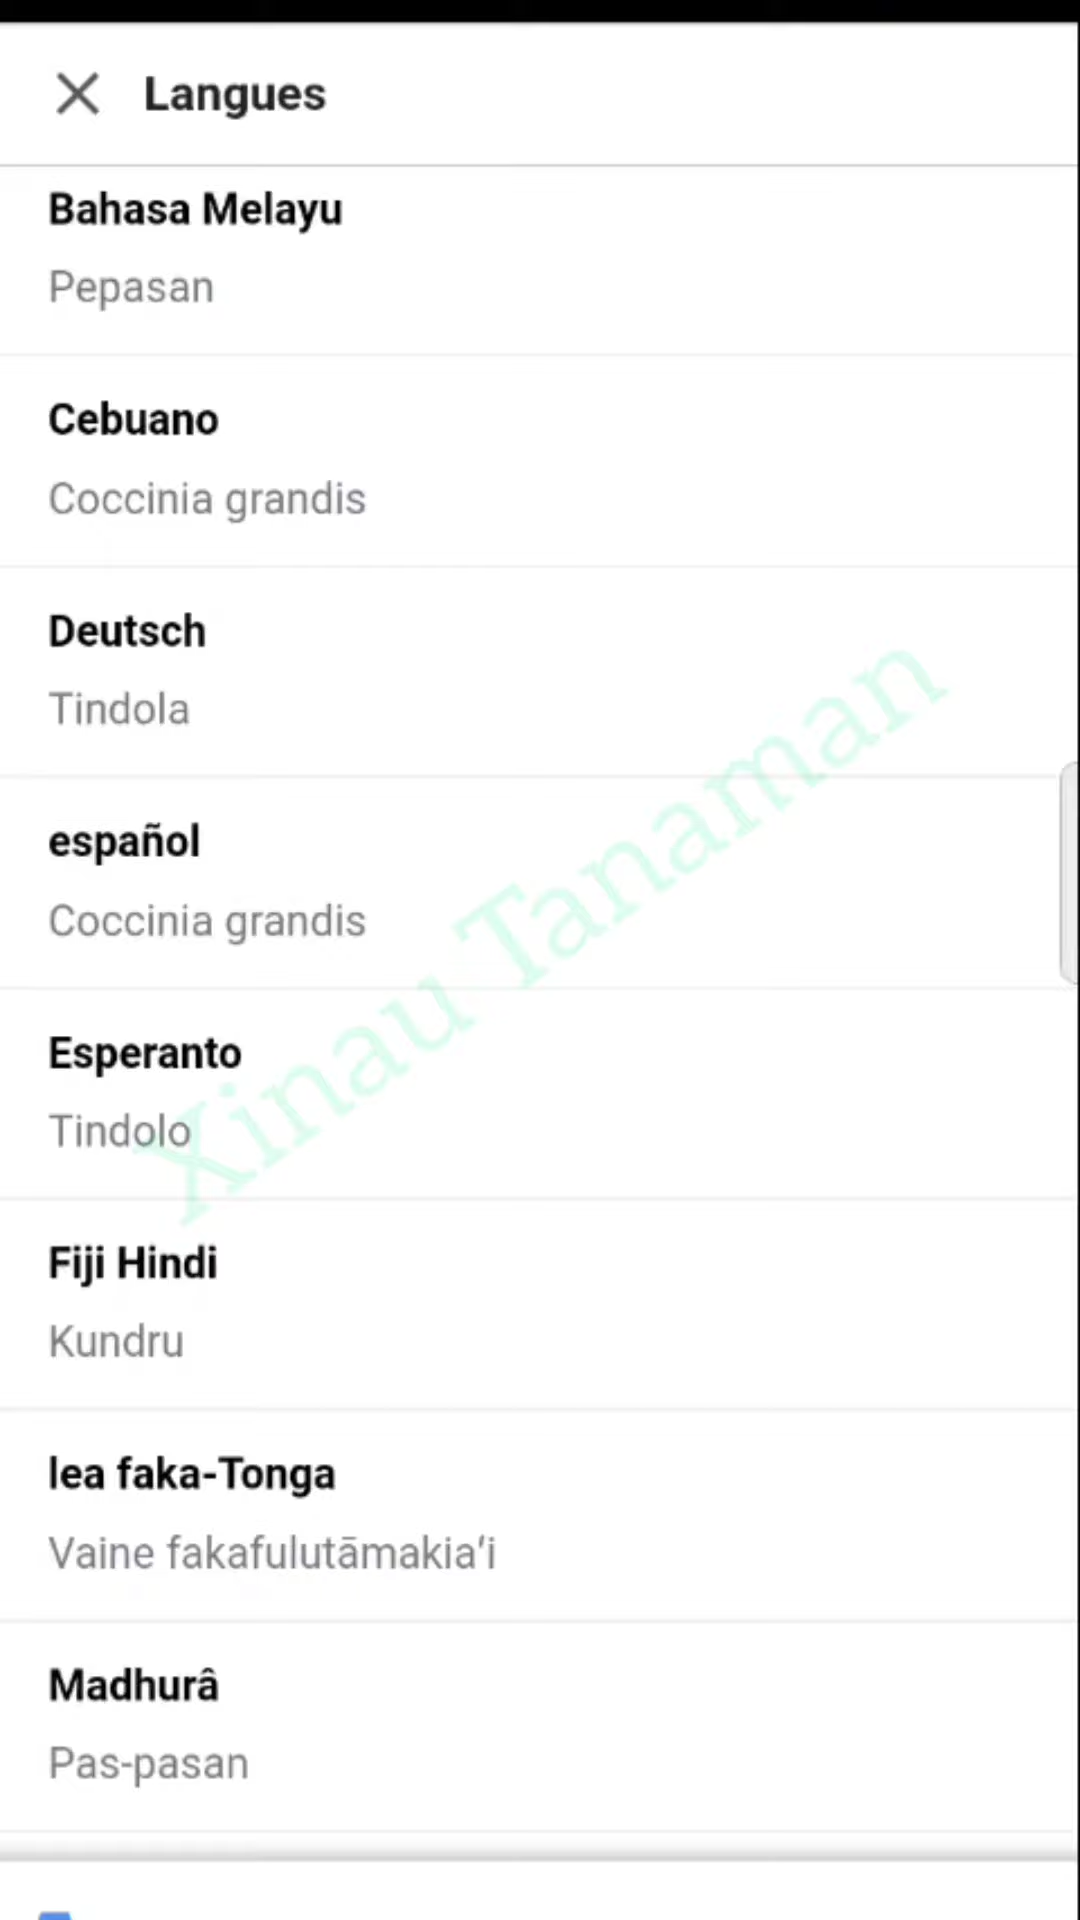 Langues
Bahasa Melayu
Pepasan
Cebuano
Coccinia grandis
Deutsch
Tindola
español
Coccinia grandis
Esperanto
Tindolo
Fiji Hindi
Kundru
lea faka-Tonga
Vaine fakafulutāmakiaʻi
Madhurâ
Pas-pasan
Xinau Tanaman